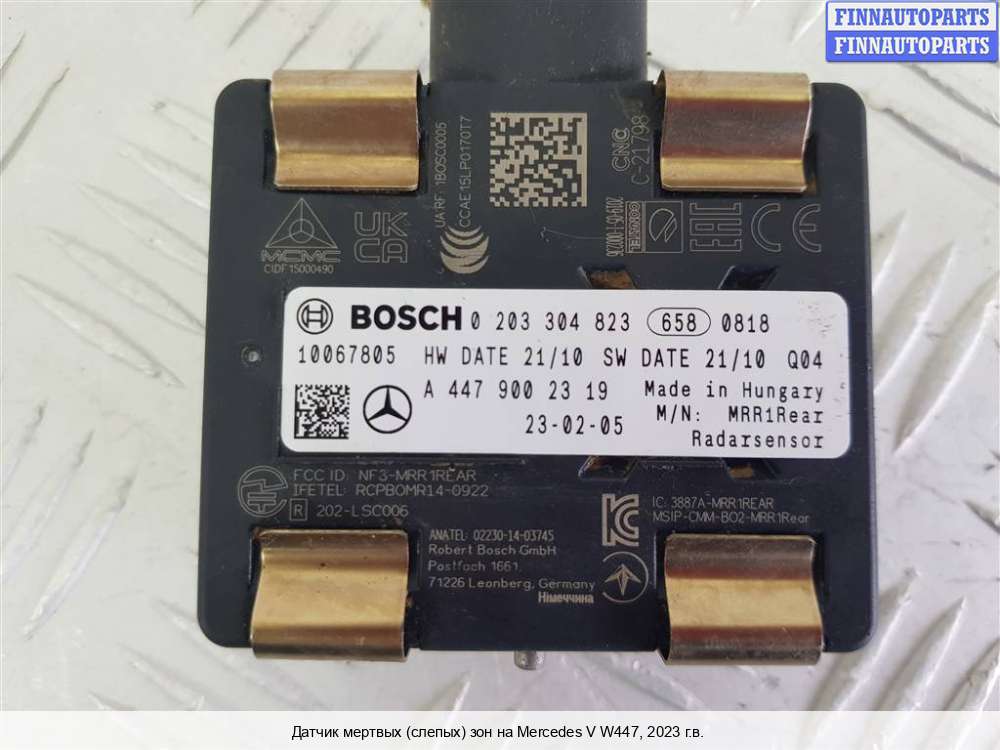 FINNAUTOPARTS
FINNAUTOPARTS
UA RF: 1BOSC0005
CCAE15LP0170T7
CNC
C-21798
MCMC
CIDF15000490
UK
CA
EAC
CE
BOSCH 0 203 304 823 658 0818
10067805 HW DATE 21/10 SW DATE 21/10 Q04
A 447 900 23 19 Made in Hungary
M/N: MRR1Rear
23-02-05
Radarsensor
FCC ID: NF3-MRR1REAR
IFETEL: RCPBOMR14-0922
R 202-LSC006
IC: 3887A-MRR1REAR
MSIP-CMM-BO2-MRR1Rear
ANATEL: 02230-14-03745
Robert Bosch GmbH
Postfach 1661,
71226 Leonberg, Germany
Німеччина
Датчик мертвых (слепых) зон на Mercedes V W447, 2023 г.в.